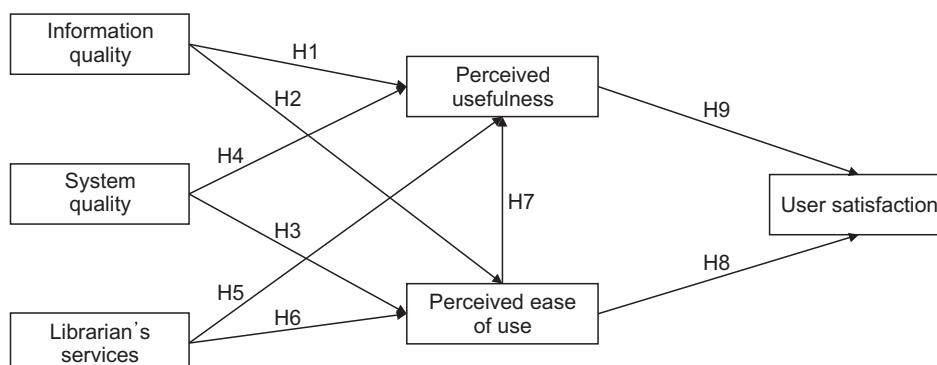 Information
quality
H1
Perceived
usefulness
H2
H9
H4
System
quality
H7
User satisfaction
H3
H5
H8
H6
Perceived ease
of use
Librarian's
services